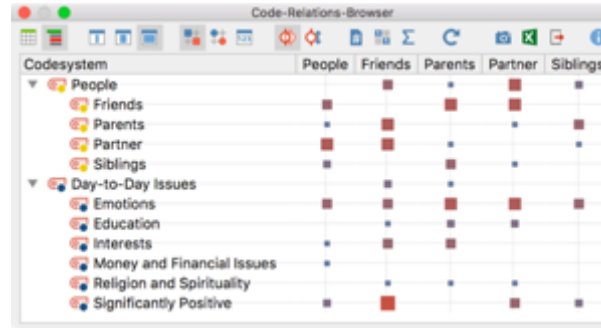 Code-Relations-Browser
Codesystem People Friends Parents Partner Siblings
People
Friends
Parents
Partner
Siblings
Day-to-Day Issues
Emotions
Education
Interests
Money and Financial Issues
Religion and Spirituality
Significantly Positive